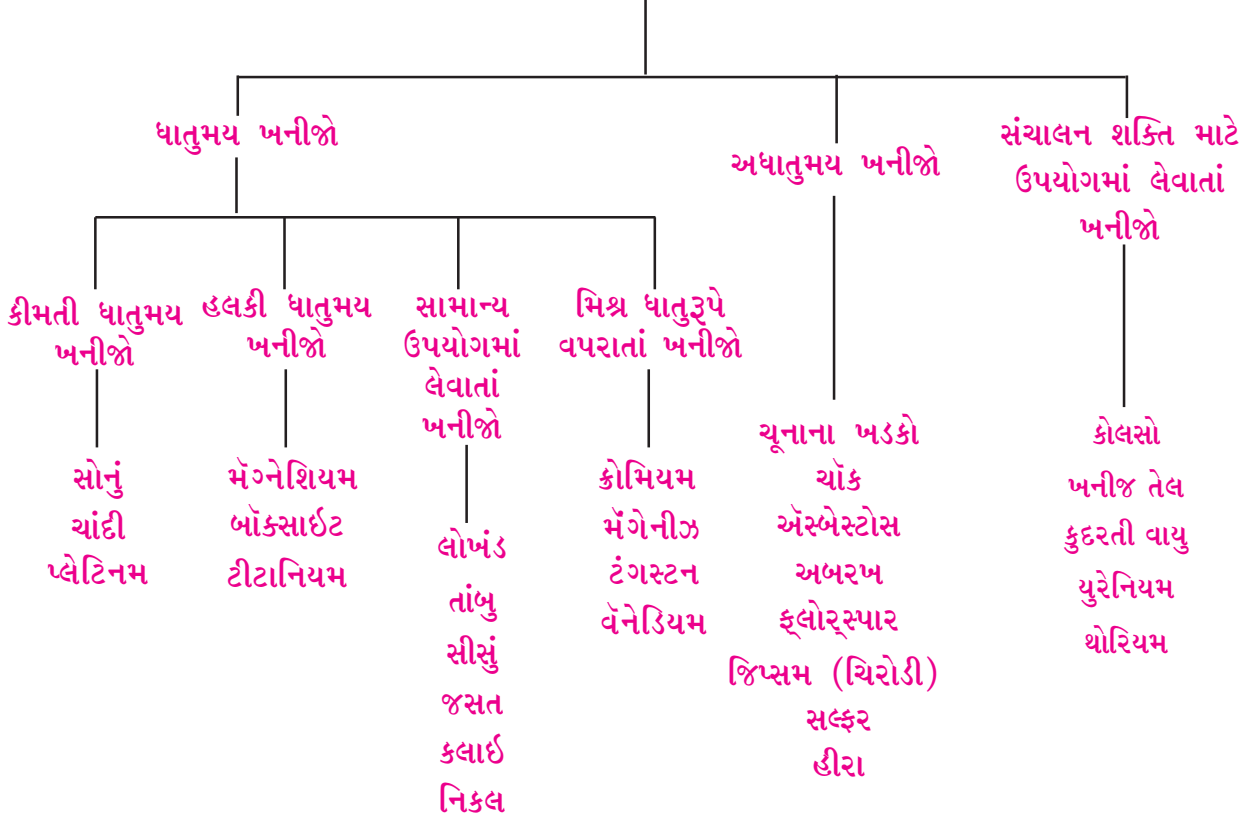 ધાતુમય ખનીજો
અધાતુમય ખનીજો
સંચાલન શક્તિ માટે
ઉપયોગમાં લેવાતાં
ખનીજો
કીમતી ધાતુમય
ખનીજો
હલકી ધાતુમય
ખનીજો
સામાન્ય
ઉપયોગમાં
લેવાતાં
ખનીજો
મિશ્ર ધાતુરૂપે
વપરાતાં ખનીજો
સોનું
ચાંદી
પ્લેટિનમ
મૅગ્નેશિયમ
બૉક્સાઇટ
ટીટાનિયમ
લોખંડ
તાંબુ
સીસું
જસત
કલાઈ
નિકલ
ક્રોમિયમ
મૅંગેનીઝ
ટંગસ્ટન
વૅનેડિયમ
ચૂનાના ખડકો
ચૉક
ઍસ્બેસ્ટોસ
અબરખ
ફ્લોર્સ્પાર
જિપ્સમ (ચિરોડી)
સલ્ફર
હીરા
કોલસો
ખનીજ તેલ
કુદરતી વાયુ
યુરેનિયમ
થોરિયમ